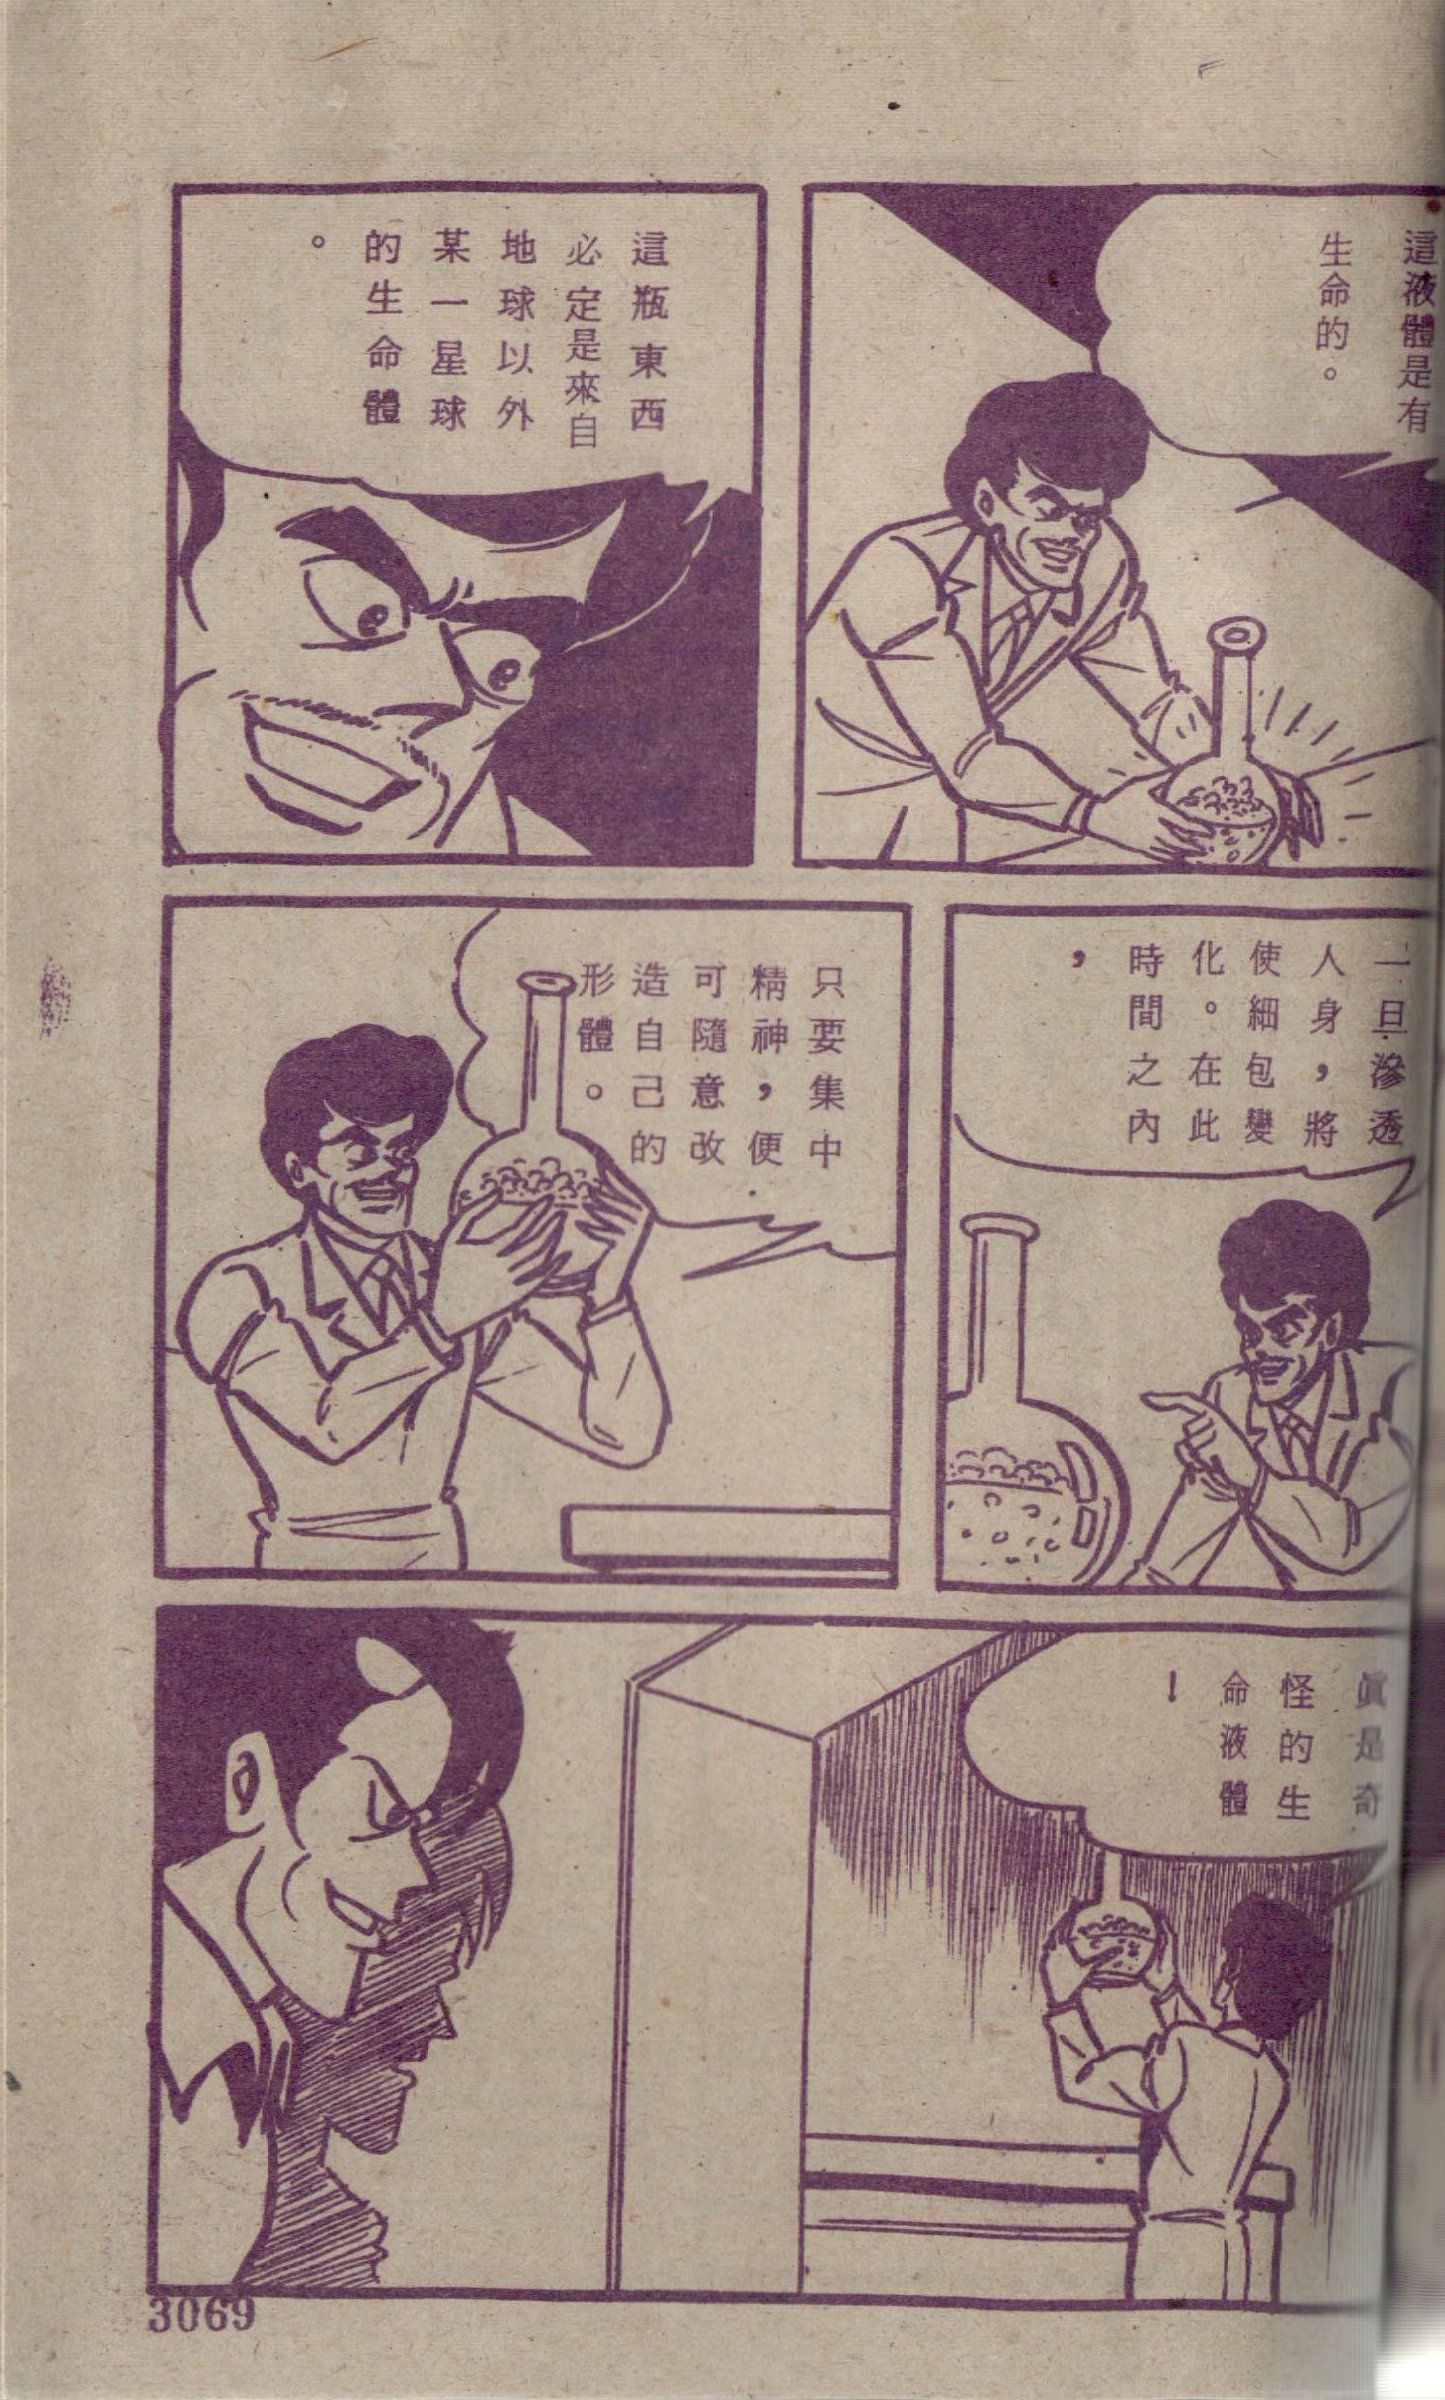 這液體是有
生命的。
這瓶東西
必定是來自
地球以外
某一星球
的生命體
。
一旦滲透
人身，將
使細包變
化。在此
時間之內
，
只要集中
精神，便
可隨意改
造自己的
形體。
眞是奇
怪的生
命液體
！
3069